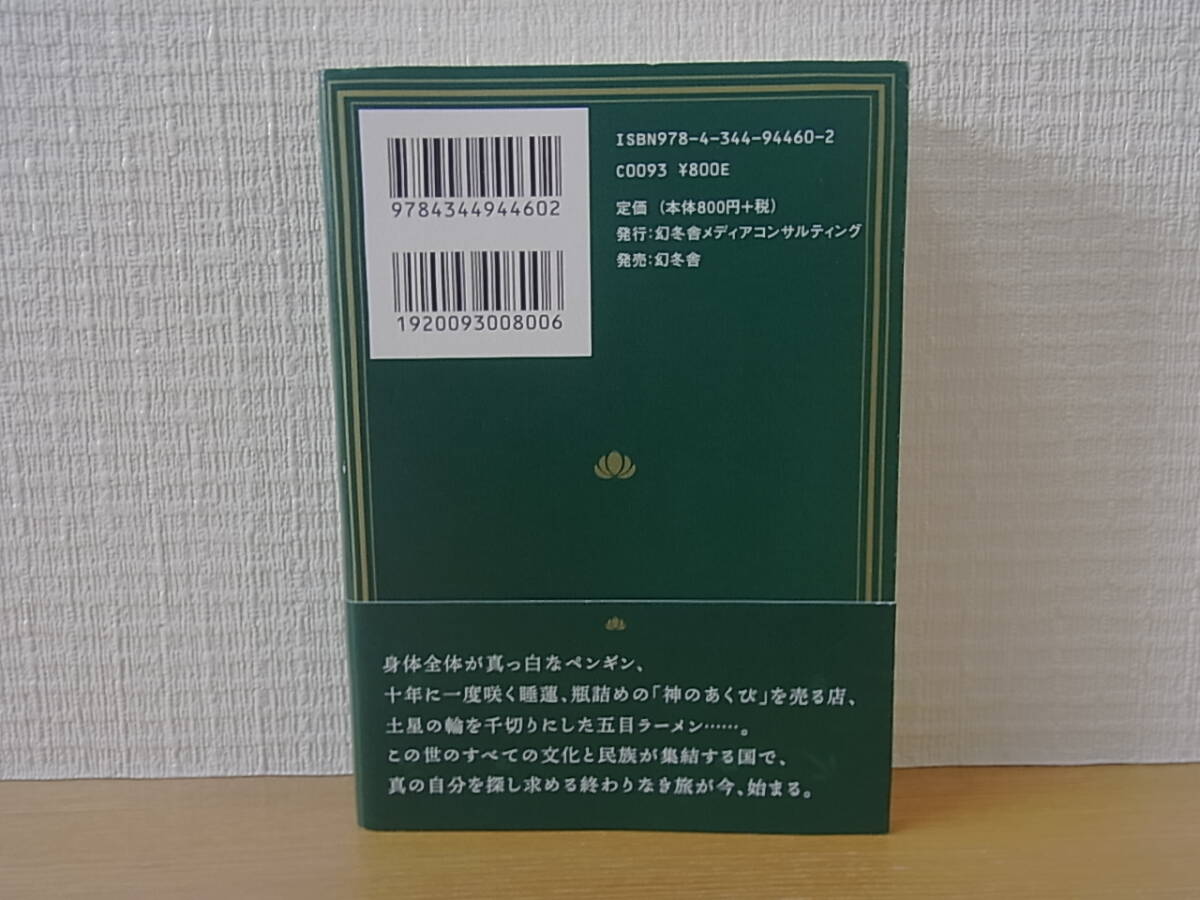 9784344944602
1920093008006
ISBN978-4-344-94460-2
C0093 ¥800E
定価 (本体800円+税)
発行:幻冬舎メディアコンサルティング
発売:幻冬舎
身体全体が真っ白なペンギン、
十年に一度咲く睡蓮、瓶詰めの「神のあくび」を売る店、
土星の輪を千切りにした五目ラーメン……。
この世のすべての文化と民族が集結する国で、
真の自分を探し求める終わりなき旅が今、始まる。